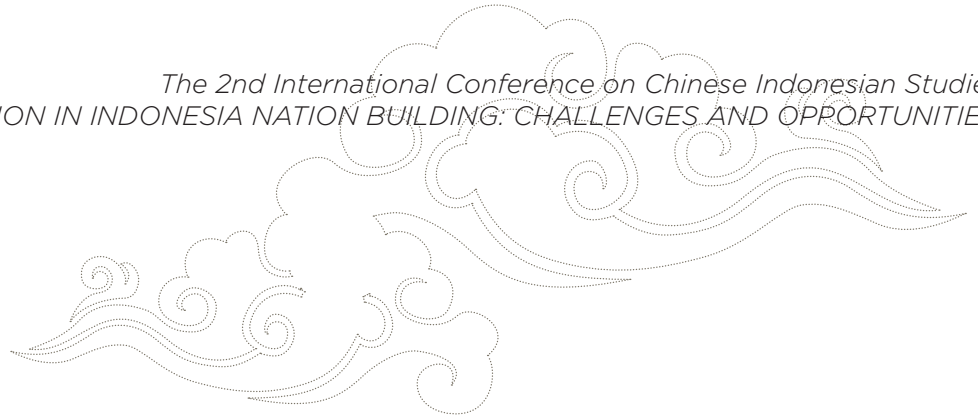 The 2nd International Conference on Chinese Indonesian Studie
ON IN INDONESIA NATION BUILDING: CHALLENGES AND OPPORTUNITIE